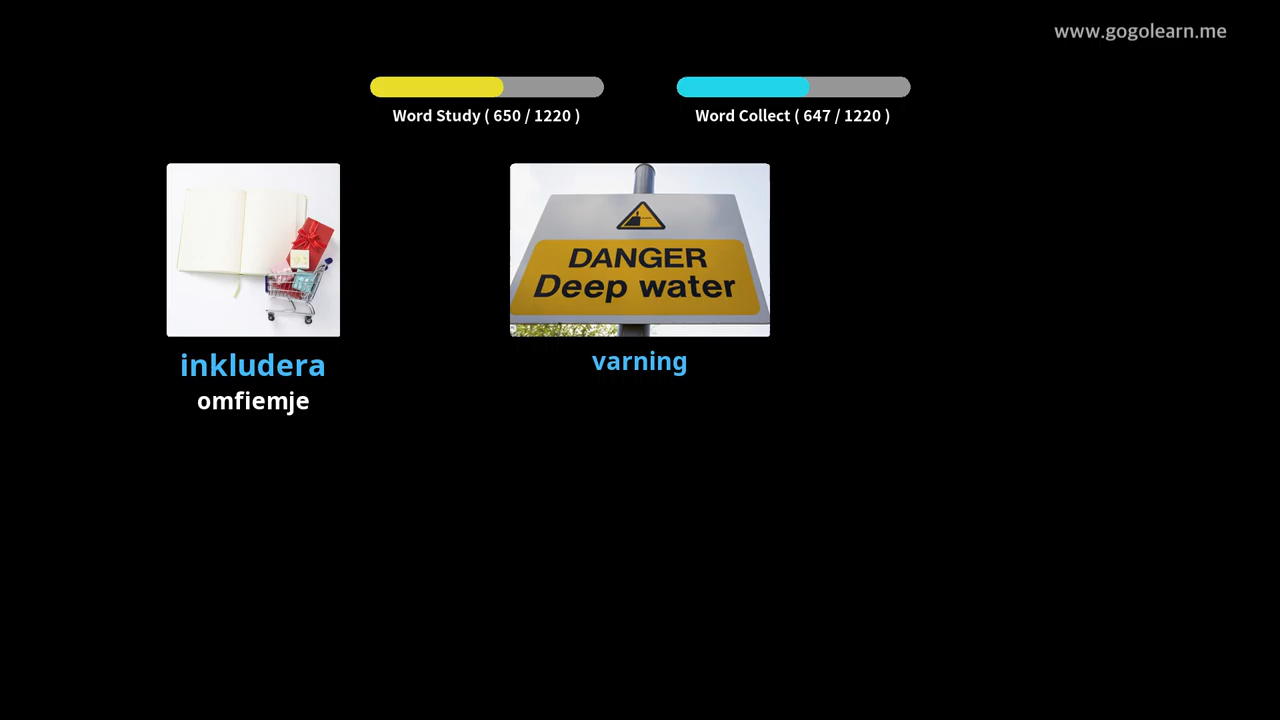 www.gogolearn.me
Word Study ( 650 / 1220 )
Word Collect ( 647 / 1220 )
DANGER
Deep water
inkludera
varning
omfiemje